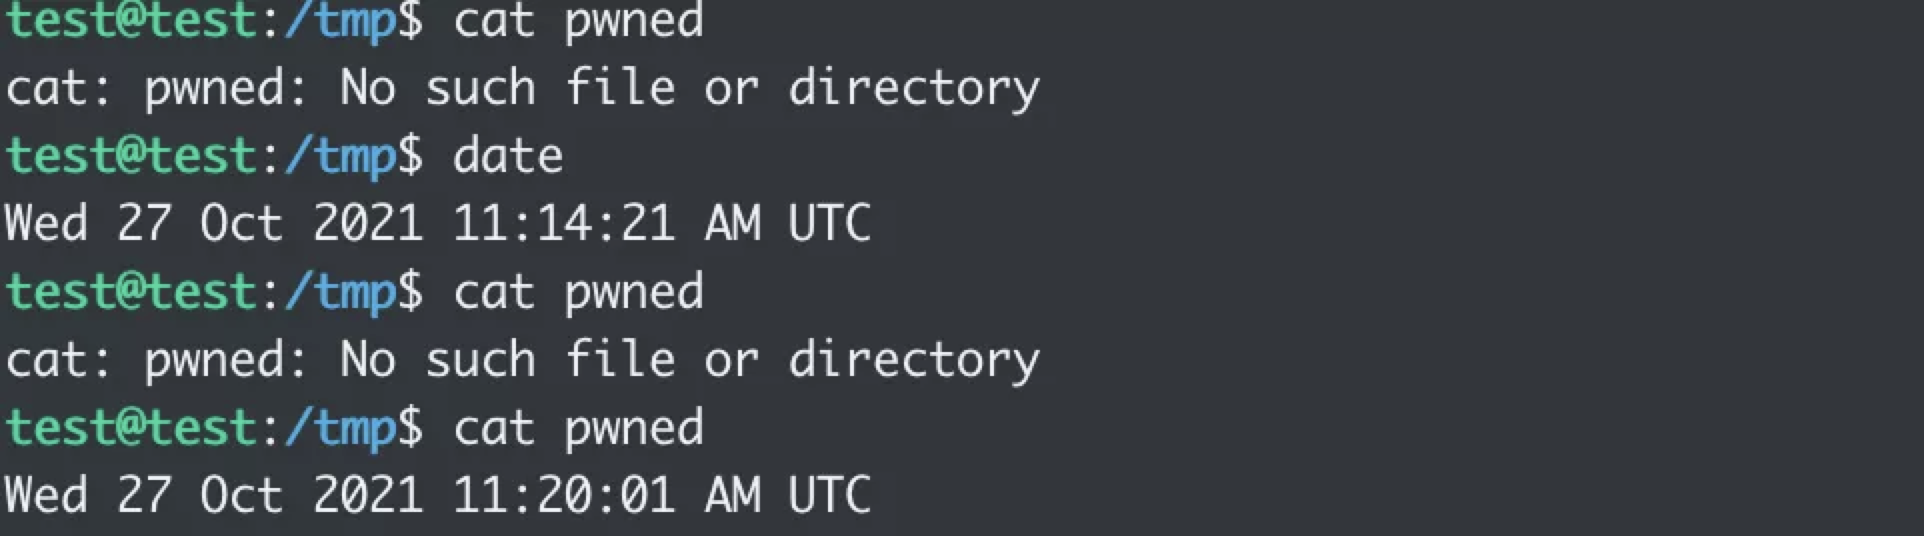 test@test:/tmp$ cat pwned
cat: pwned: No such file or directory
test@test:/tmp$ date
Wed 27 Oct 2021 11:14:21 AM UTC
test@test:/tmp$ cat pwned
cat: pwned: No such file or directory
test@test:/tmp$ cat pwned
Wed 27 Oct 2021 11:20:01 AM UTC